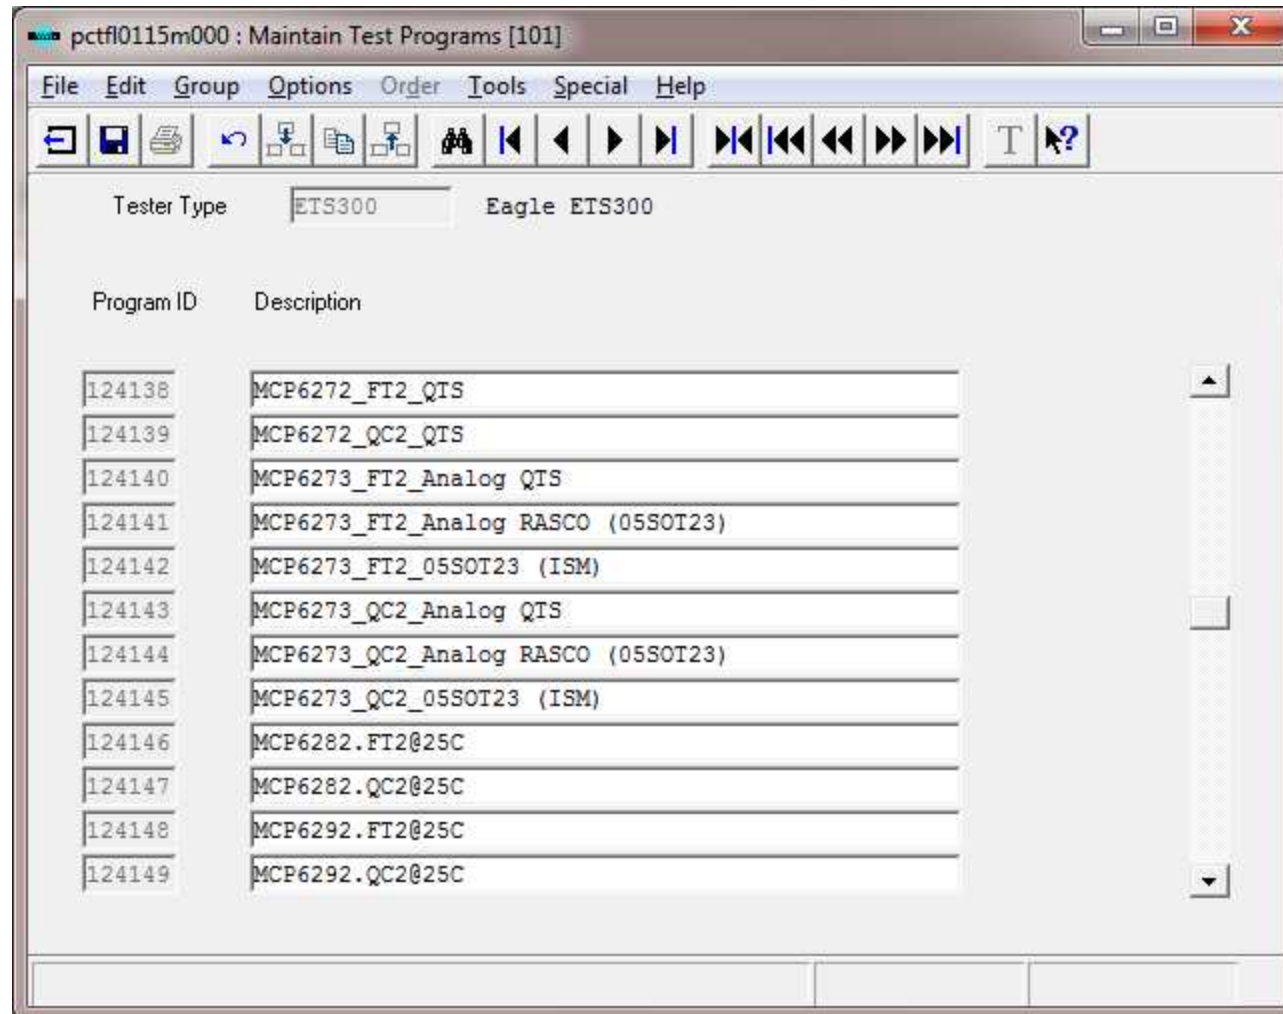 pctfl0115m000 : Maintain Test Programs [101]
File Edit Group Options Order Tools Special Help
T ?
Tester Type ETS300 Eagle ETS300
Program ID Description
124138 MCP6272_FT2_QTS
124139 MCP6272_QC2_QTS
124140 MCP6273_FT2_Analog QTS
124141 MCP6273_FT2_Analog RASCO (05SOT23)
124142 MCP6273_FT2_05SOT23 (ISM)
124143 MCP6273_QC2_Analog QTS
124144 MCP6273_QC2_Analog RASCO (05SOT23)
124145 MCP6273_QC2_05SOT23 (ISM)
124146 MCP6282.FT2@25C
124147 MCP6282.QC2@25C
124148 MCP6292.FT2@25C
124149 MCP6292.QC2@25C